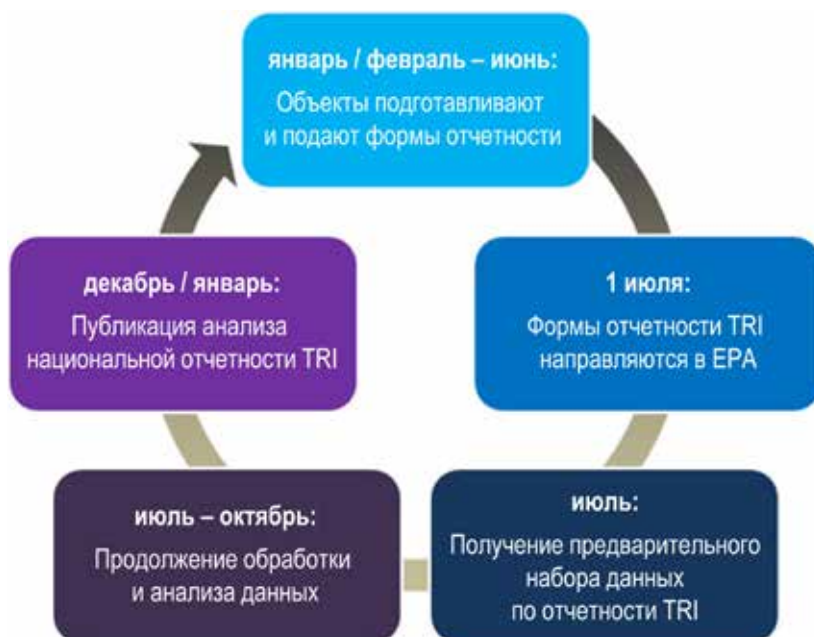 январь / февраль – июнь:
Объекты подготавливают
и подают формы отчетности
1 июля:
Формы отчетности TRI
направляются в EPA
июль:
Получение предварительного
набора данных
по отчетности TRI
июль – октябрь:
Продолжение обработки
и анализа данных
декабрь / январь:
Публикация анализа
национальной отчетности TRI